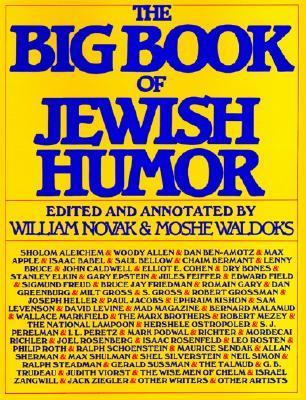 THE
BIG BOOK
OF
JEWISH
HUMOR
EDITED AND ANNOTATED BY
WILLIAM NOVAK & MOSHE WALDOKS
SHOLOM ALEICHEM & WOODY ALLEN & DAN BEN-AMOTZ & MAX
APPLE & ISAAC BABEL & SAUL BELLOW & CHAIM BERMANT & LENNY
BRUCE & JOHN CALDWELL & ELLIOT E. COHEN & DRY BONES &
STANLEY ELKIN & GARY EPSTEIN & JULES FEIFFER & EDWARD FIELD
& SIGMUND FREUD & BRUCE JAY FRIEDMAN & ROMAIN GARY & DAN
GREENBURG & MILT GROSS & S. GROSS & ROBERT GROSSMAN &
JOSEPH HELLER & PAUL JACOBS & EPHRAIM KISHON & SAM
LEVENSON & DAVID LEVINE & MAD MAGAZINE & BERNARD MALAMUD
& WALLACE MARKFIELD & THE MARX BROTHERS & ROBERT MEZEY &
THE NATIONAL LAMPOON & HERSHELE OSTROPOLER & S. J.
PERELMAN & I.L. PERETZ & MARK PODWAL & RICHTER & MORDECAI
RICHLER & JOEL ROSENBERG & ISAAC ROSENFELD & LEO ROSTEN &
PHILIP ROTH & RALPH SCHOENSTEIN & MAURICE SENDAK & ALLAN
SHERMAN & MAX SHULMAN & SHEL SILVERSTEIN & NEIL SIMON &
RALPH STEADMAN & GERALD SUSSMAN & THE TALMUD & G. B.
TRUDEAU & JUDITH VIORST & THE WISE MEN OF CHELM & ISRAEL
ZANGWILL & JACK ZIEGLER & OTHER WRITERS & OTHER ARTISTS